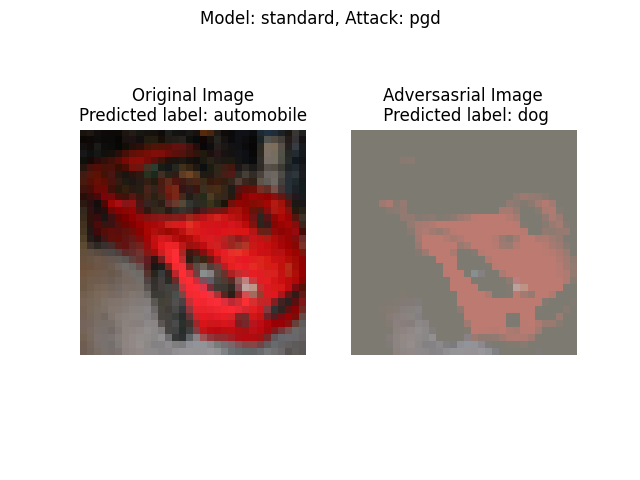 Model: standard, Attack: pgd
Original Image
Predicted label: automobile
Adversasrial Image
Predicted label: dog